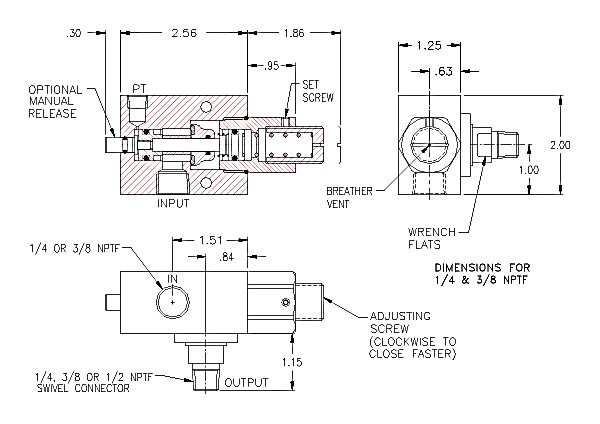 .30
2.56
1.86
1.25
.95
.63
PT
SET
SCREW
OPTIONAL
MANUAL
RELEASE
2.00
1.00
INPUT
BREATHER
VENT
WRENCH
FLATS
DIMENSIONS FOR
1/4 & 3/8 NPTF
1.51
1/4 OR 3/8 NPTF
.84
IN
ADJUSTING
SCREW
(CLOCKWISE TO
CLOSE FASTER)
1.15
1/4, 3/8 OR 1/2 NPTF
SWIVEL CONNECTOR
OUTPUT